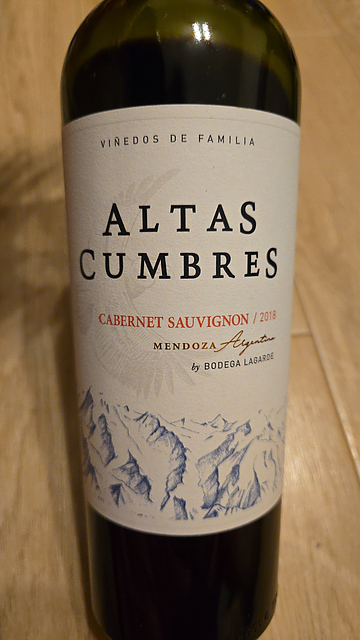 VIÑEDOS DE FAMILIA
ALTAS
CUMBRES
CABERNET SAUVIGNON / 2018
MENDOZA Argentina
by BODEGA LAGARDE